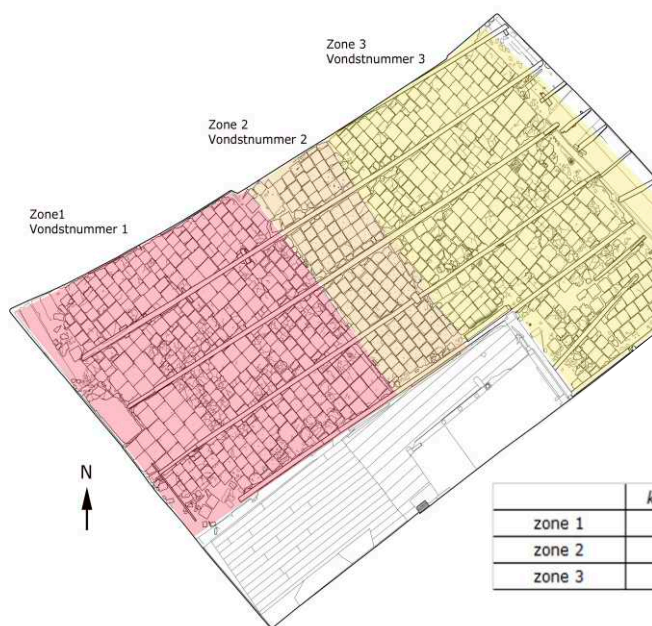 Zone 3
Vondstnummer 3
Zone 2
Vondstnummer 2
Zone1
Vondstnummer 1
N
k
zone 1
zone 2
zone 3